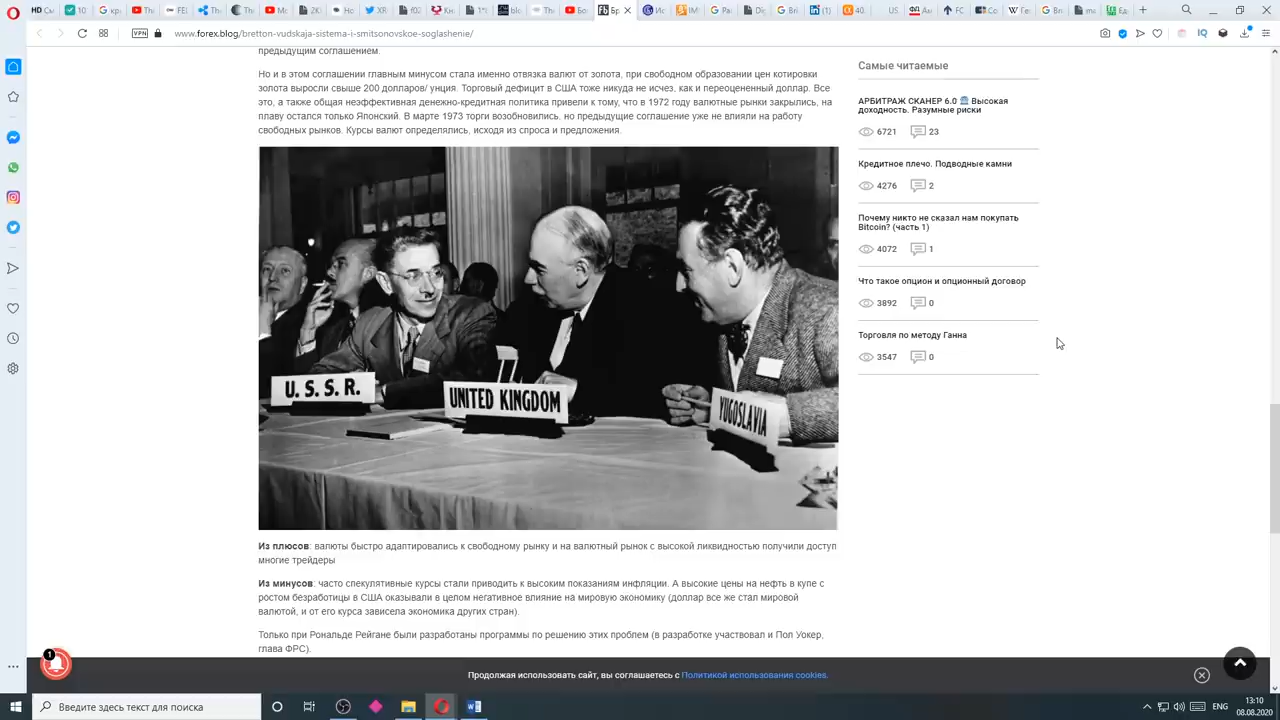 HD
www.forex.blog/bretton-vudskaja-sistema-i-smitsonovskoe-soglashenie/
VPN
IQ
предыдущим соглашением.
Но и в этом соглашении главным минусом стала именно отвязка валют от золота, при свободном образовании цен котировки
золота выросли свыше 200 долларов/ унция. Торговый дефицит в США тоже никуда не исчез, как и переоцененный доллар. Все
это, а также общая неэффективная денежно-кредитная политика привели к тому, что в 1972 году валютные рынки закрылись, на
плаву остался только Японский. В марте 1973 торги возобновились, но предыдущие соглашение уже не влияли на работу
свободных рынков. Курсы валют определялись, исходя из спроса и предложения.
U. S. S. R.
UNITED KINGDOM
YUGOSLAVIA
Из плюсов: валюты быстро адаптировались к свободному рынку и на валютный рынок с высокой ликвидностью получили доступ
многие трейдеры
Из минусов: часто спекулятивные курсы стали приводить к высоким показаниям инфляции. А высокие цены на нефть в купе с
ростом безработицы в США оказывали в целом негативное влияние на мировую экономику (доллар все же стал мировой
валютой, и от его курса зависела экономика других стран).
Только при Рональде Рейгане были разработаны программы по решению этих проблем (в разработке участвовал и Пол Уокер,
глава ФРС).
Самые читаемые
АРБИТРАЖ СКАНЕР 6.0 Высокая
доходность. Разумные риски
6721 23
Кредитное плечо. Подводные камни
4276 2
Почему никто не сказал нам покупать
Bitcoin? (часть 1)
4072 1
Что такое опцион и опционный договор
3892 0
Торговля по методу Ганна
3547 0
1
Продолжая использовать сайт, вы соглашаетесь с Политикой использования cookies.
Введите здесь текст для поиска
ENG
13:10
08.08.2020